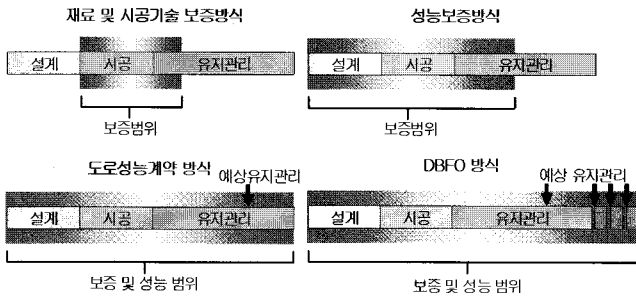 재료 및 시공기술 보증방식
설계 시공 유지관리
보증범위
성능보증방식
설계 시공 유지관리
보증범위
도로성능계약 방식
예상유지관리
설계 시공 유지관리
보증 및 성능 범위
DBFO 방식
예상 유지관리
설계 시공 유지관리
보증 및 성능 범위